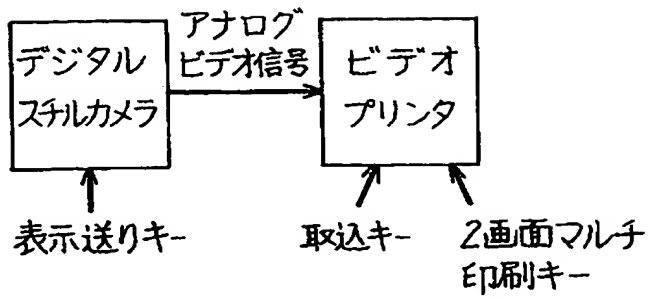 アナログ
ビデオ信号
デジタル
スチルカメラ
ビデオ
プリンタ
表示送りキー
取込キー
2画面マルチ
印刷キー